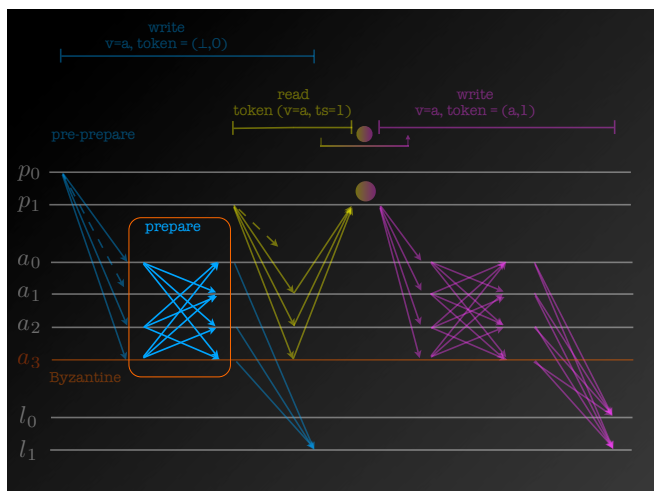 write
v=a, token = (⊥,0)
read
token (v=a, ts=1)
write
v=a, token = (a,1)
pre-prepare
p₀
p₁
prepare
a₀
a₁
a₂
a₃
Byzantine
l₀
l₁